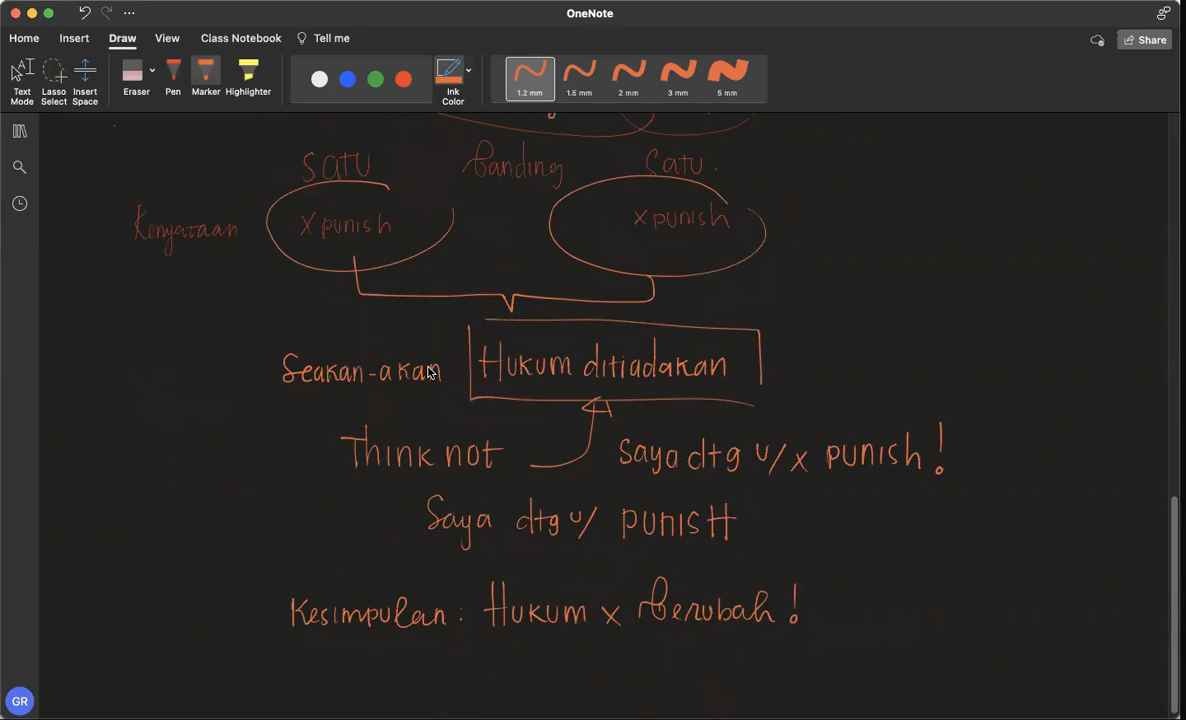 OneNote
Home Insert Draw View Class Notebook Tell me Share
Text Mode Lasso Select Insert Space Eraser Pen Marker Highlighter Ink Color 1.2 mm 1.5 mm 2 mm 3 mm 5 mm
SATU banding Satu.
Kenyataan x punish x punish
Seakan-akan Hukum ditiadakan
Think not Saya dtg u/ x punish!
Saya dtg u/ punish
Kesimpulan: Hukum x berubah!
GR